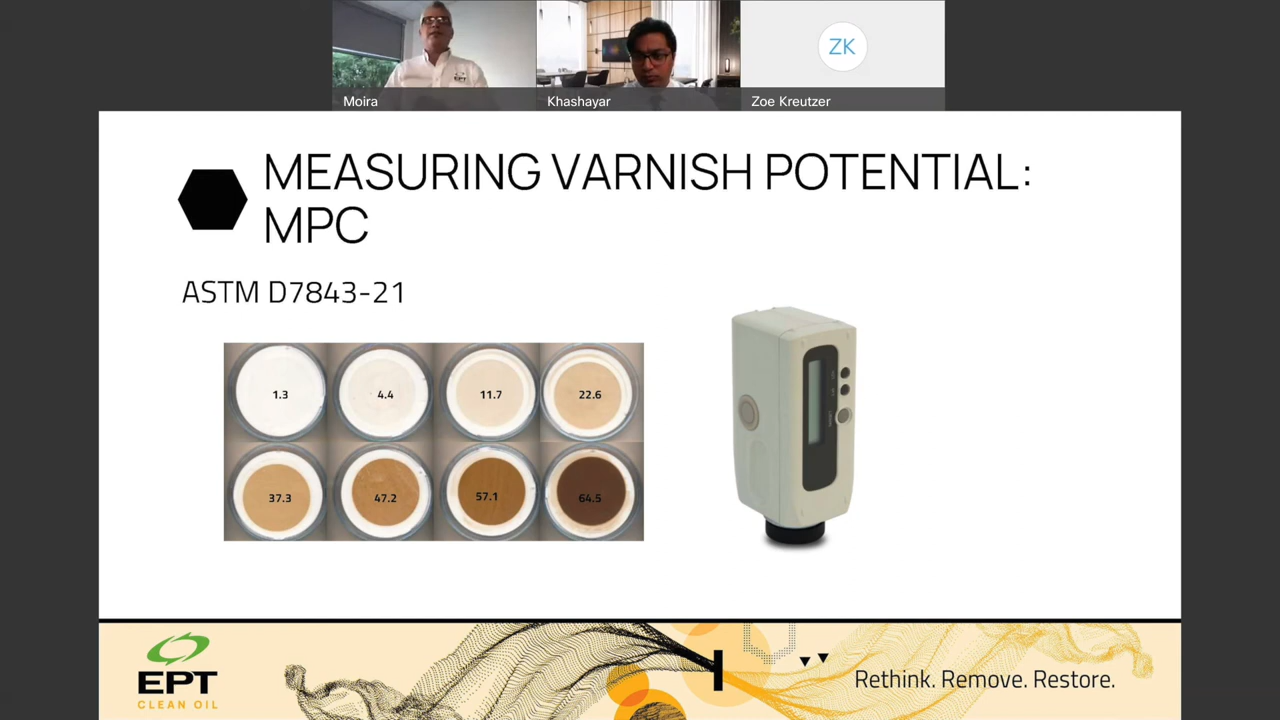 ZK
Moira
Khashayar
Zoe Kreutzer
MEASURING VARNISH POTENTIAL:
MPC
ASTM D7843-21
1.3
4.4
11.7
22.6
37.3
47.2
57.1
64.5
EPT
CLEAN OIL
Rethink. Remove. Restore.